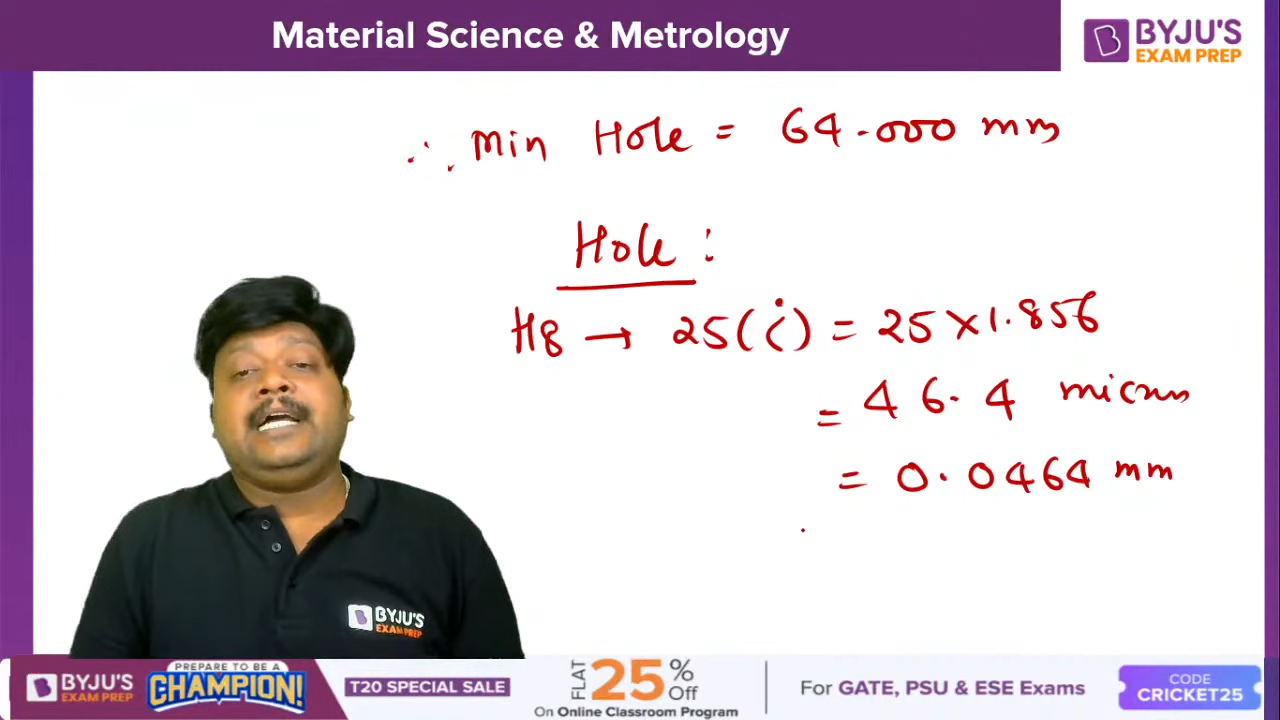 Material Science & Metrology
BYJU'S
EXAM PREP
∴ Min Hole = 64.000 mm
Hole :
H8 → 25(i) = 25×1.856
= 46.4 microns
= 0.0464 mm
BYJU'S
EXAM PREP
BYJU'S
EXAM PREP
PREPARE TO BE A
CHAMPION!
T20 SPECIAL SALE
FLAT 25% Off
On Online Classroom Program
For GATE, PSU & ESE Exams
CODE
CRICKET25